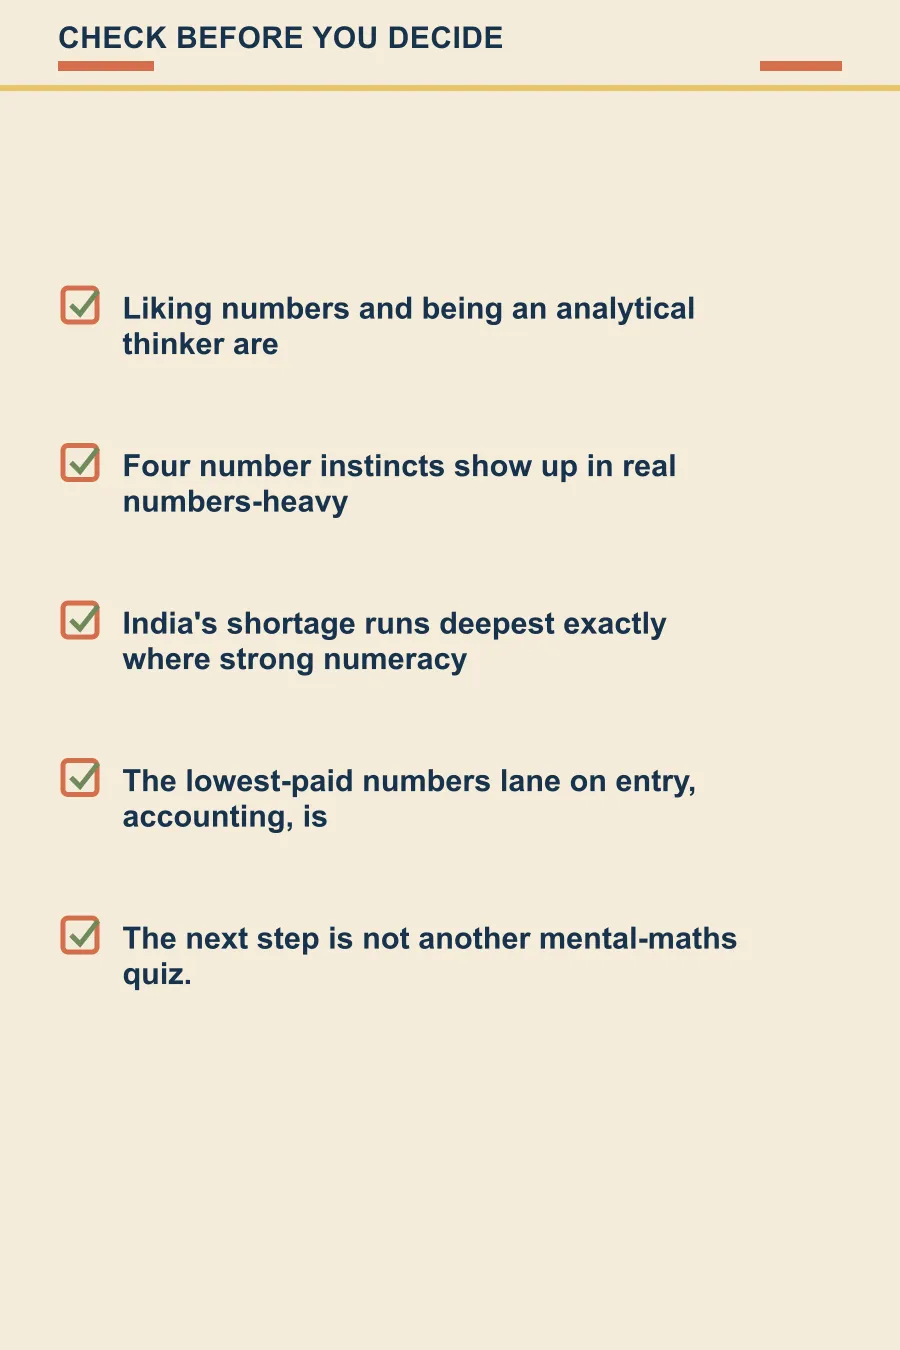 CHECK BEFORE YOU DECIDE
Liking numbers and being an analytical
thinker are
Four number instincts show up in real
numbers-heavy
India's shortage runs deepest exactly
where strong numeracy
The lowest-paid numbers lane on entry,
accounting, is
The next step is not another mental-maths
quiz.